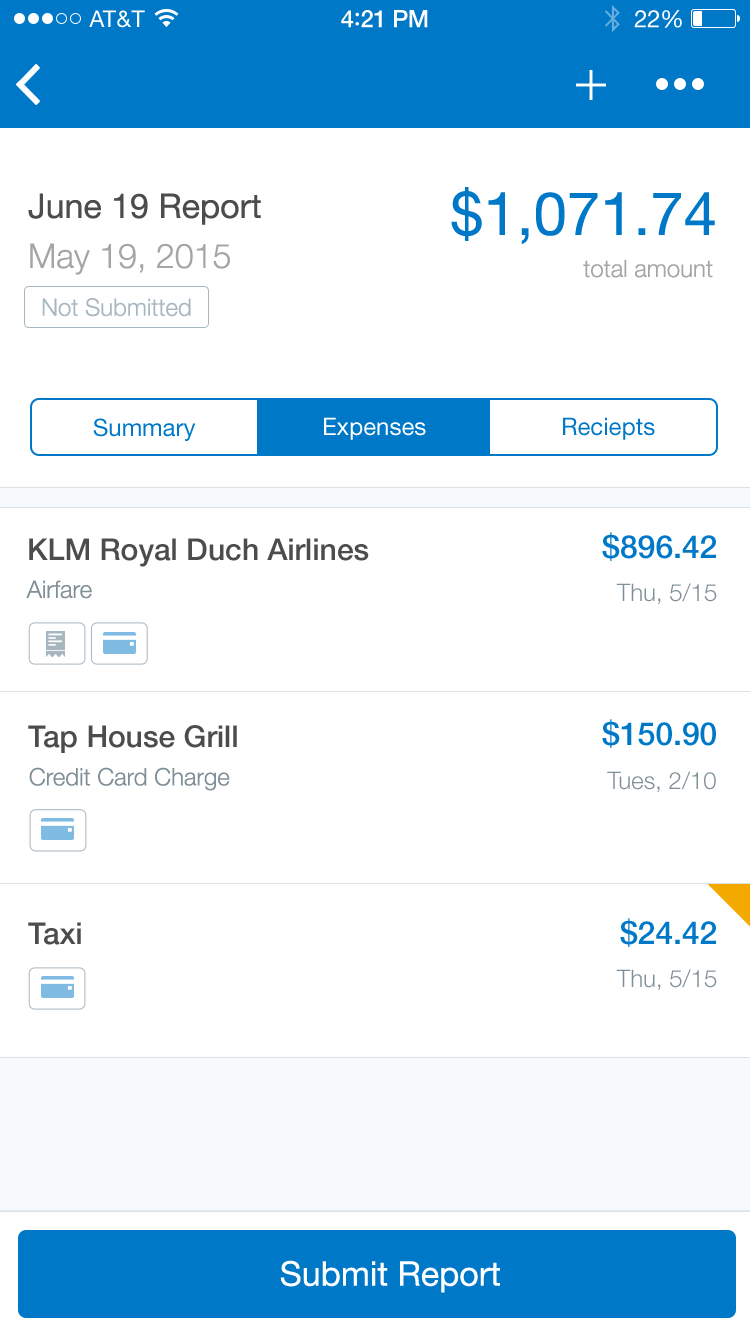 AT&T 4:21 PM 22%
June 19 Report
$1,071.74
May 19, 2015
total amount
Not Submitted
Summary Expenses Reciepts
KLM Royal Duch Airlines $896.42
Airfare Thu, 5/15
Tap House Grill $150.90
Credit Card Charge Tues, 2/10
Taxi $24.42
Thu, 5/15
Submit Report